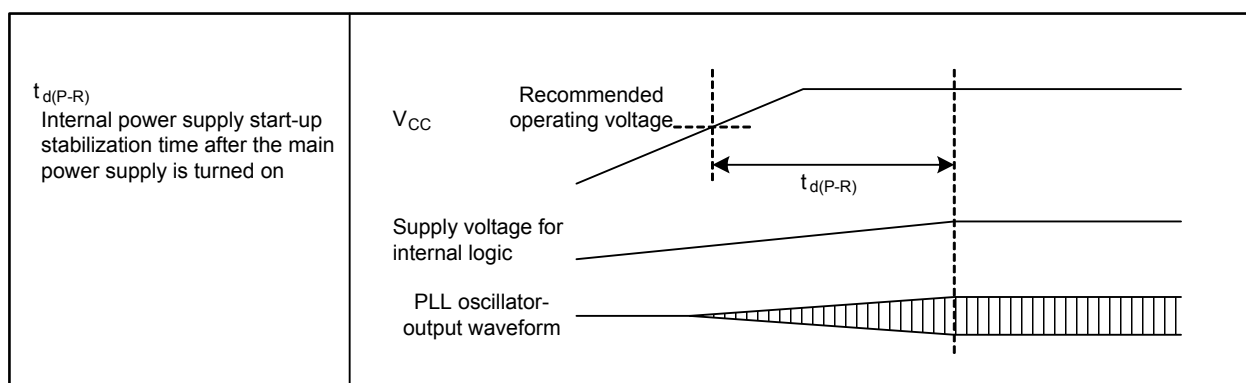 t d(P-R)
Internal power supply start-up
stabilization time after the main
power supply is turned on
VCC
Recommended
operating voltage
t d(P-R)
Supply voltage for
internal logic
PLL oscillator-
output waveform